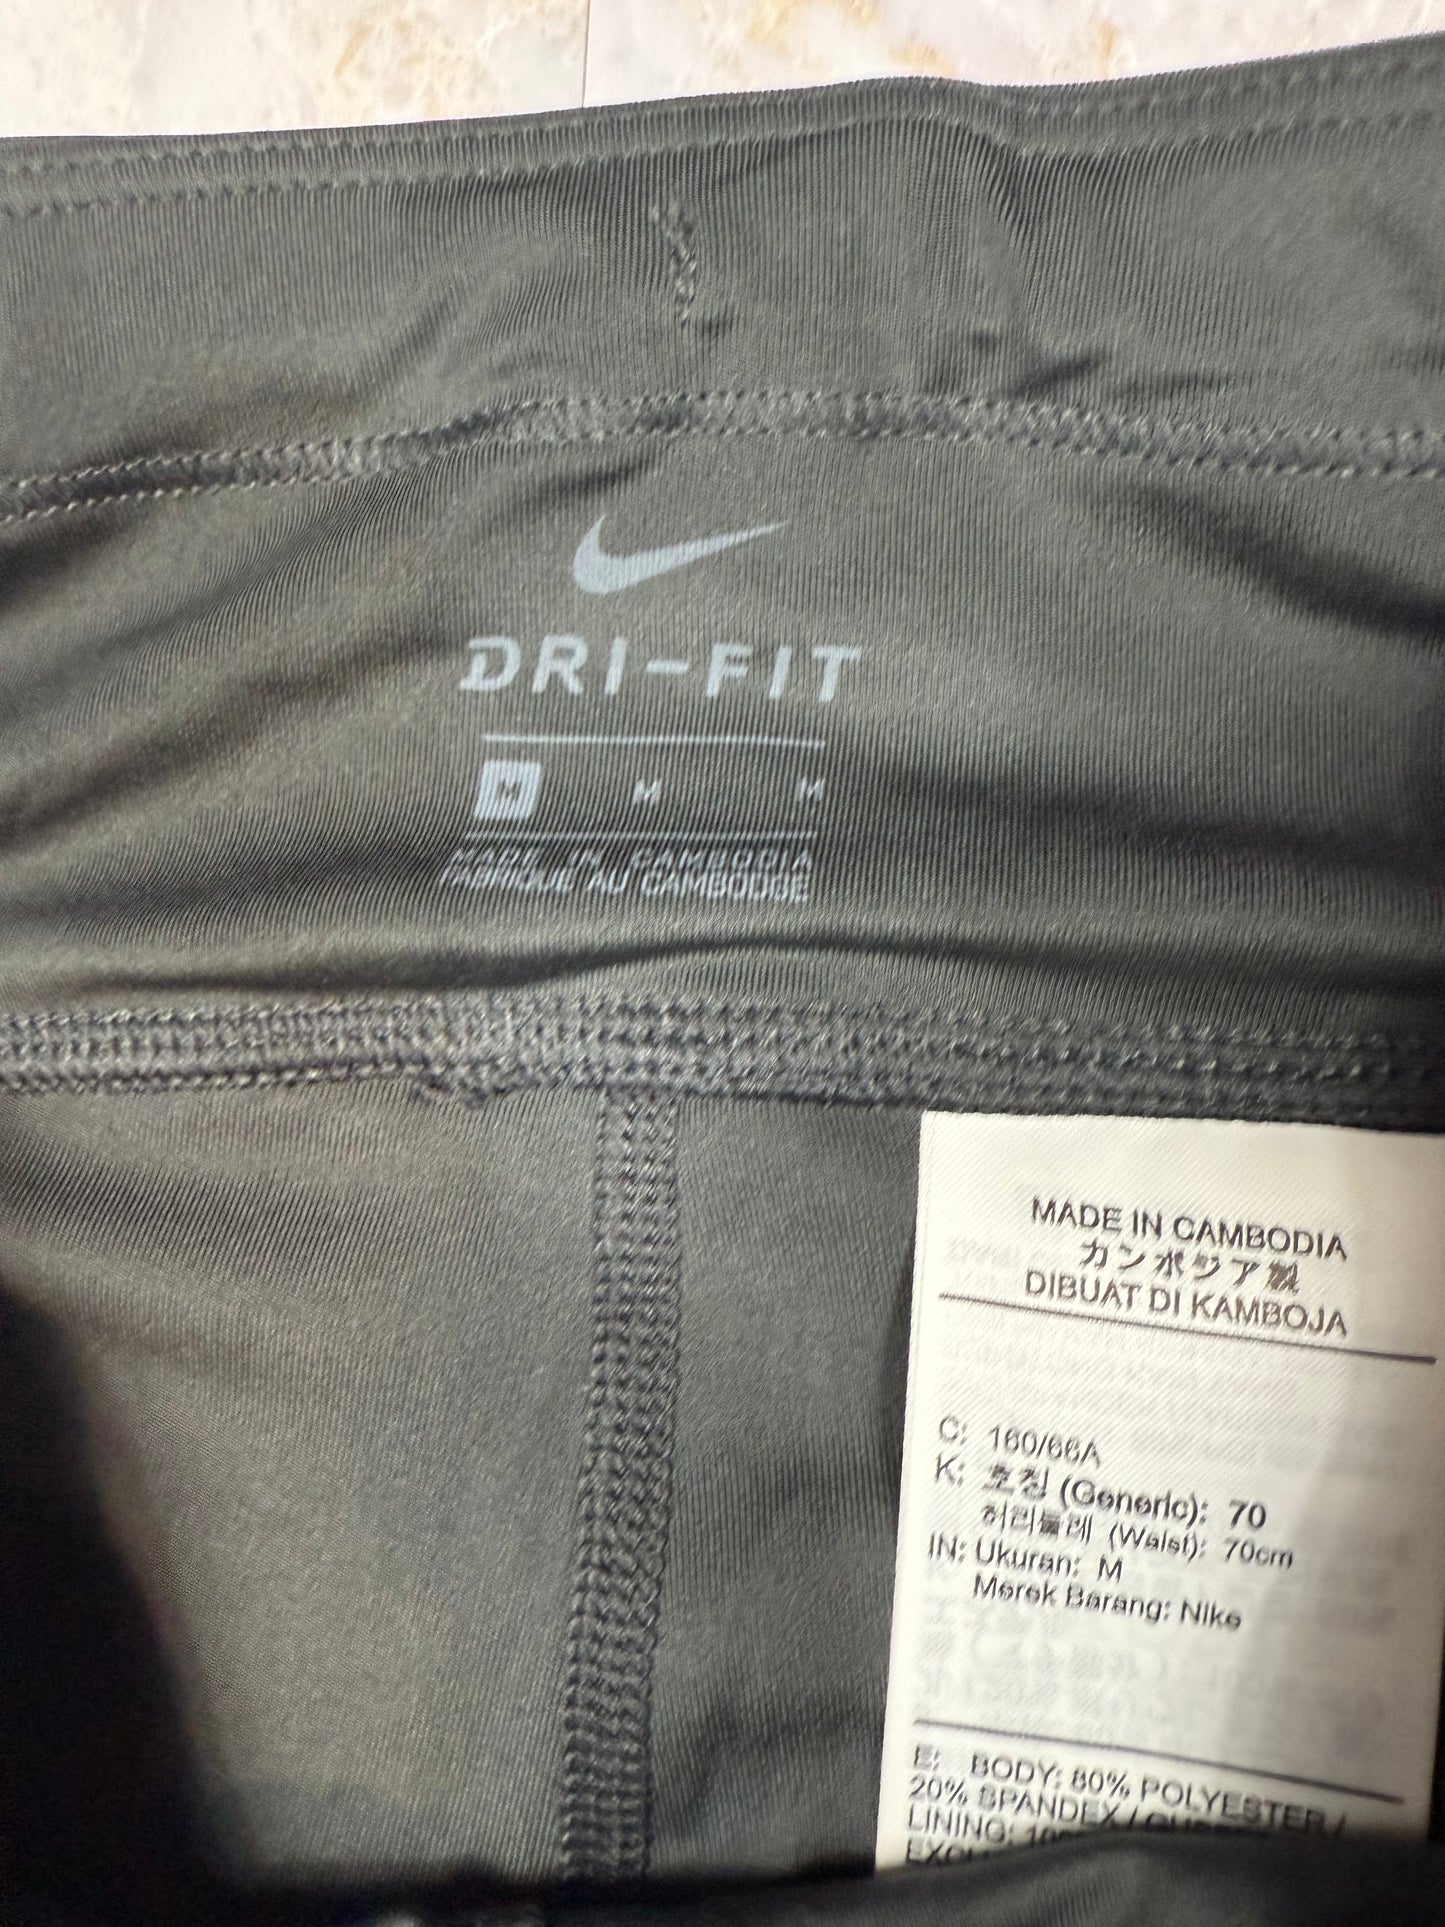 DRI-FIT
M M M
MADE IN CAMBODIA
FABRIQUÉ AU CAMBODGE
MADE IN CAMBODIA
カンボジア製
DIBUAT DI KAMBOJA
C: 160/66A
K: 호칭 (Generic): 70
허리둘레 (Waist): 70cm
IN: Ukuran: M
Merek Barang: Nike
E: BODY: 80% POLYESTER /
20% SPANDEX /
LINING: